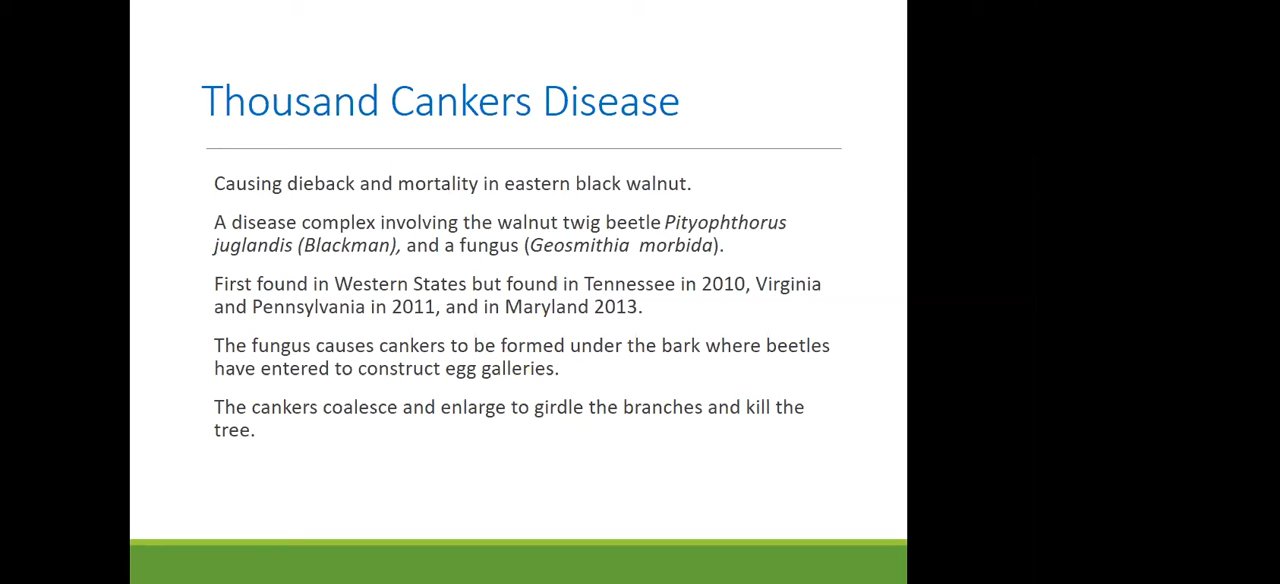 Thousand Cankers Disease
Causing dieback and mortality in eastern black walnut.
A disease complex involving the walnut twig beetle Pityophthorus
juglandis (Blackman), and a fungus (Geosmithia morbida).
First found in Western States but found in Tennessee in 2010, Virginia
and Pennsylvania in 2011, and in Maryland 2013.
The fungus causes cankers to be formed under the bark where beetles
have entered to construct egg galleries.
The cankers coalesce and enlarge to girdle the branches and kill the
tree.